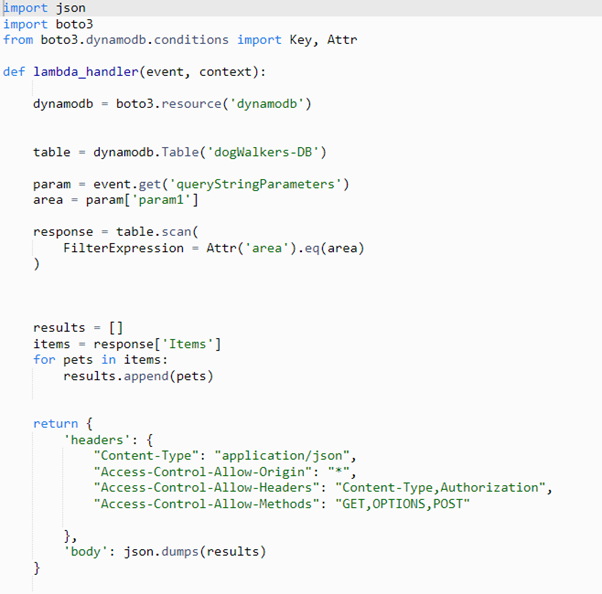 import json
import boto3
from boto3.dynamodb.conditions import Key, Attr
def lambda_handler(event, context):
    dynamodb = boto3.resource('dynamodb')
    table = dynamodb.Table('dogWalkers-DB')
    param = event.get('queryStringParameters')
    area = param['param1']
    response = table.scan(
        FilterExpression = Attr('area').eq(area)
    )
    results = []
    items = response['Items']
    for pets in items:
        results.append(pets)
    return {
        'headers': {
            "Content-Type": "application/json",
            "Access-Control-Allow-Origin": "*",
            "Access-Control-Allow-Headers": "Content-Type,Authorization",
            "Access-Control-Allow-Methods": "GET,OPTIONS,POST"
        },
        'body': json.dumps(results)
    }